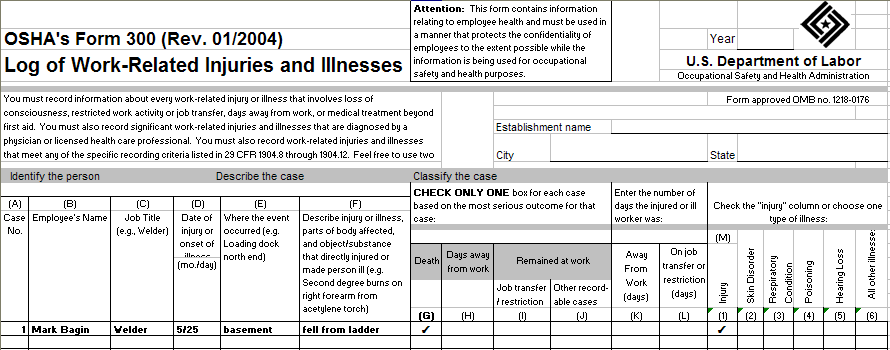 Attention: This form contains information
relating to employee health and must be used in
a manner that protects the confidentiality of
employees to the extent possible while the
information is being used for occupational
safety and health purposes.
OSHA's Form 300 (Rev. 01/2004)
Year
Log of Work-Related Injuries and Illnesses
U.S. Department of Labor
Occupational Safety and Health Administration
You must record information about every work-related injury or illness that involves loss of
consciousness, restricted work activity or job transfer, days away from work, or medical treatment beyond
first aid. You must also record significant work-related injuries and illnesses that are diagnosed by a
physician or licensed health care professional. You must also record work-related injuries and illnesses
that meet any of the specific recording criteria listed in 29 CFR 1904.8 through 1904.12. Feel free to use two
Form approved OMB no. 1218-0176
Establishment name
City
State
Identify the person
Describe the case
Classify the case
(A)
Case
No.
(B)
Employee's Name
(C)
Job Title
(e.g., Welder)
(D)
Date of
injury or
onset of
illness
(mo./day)
(E)
Where the event
occurred (e.g.
Loading dock
north end)
(F)
Describe injury or illness,
parts of body affected,
and object/substance
that directly injured or
made person ill (e.g.
Second degree burns on
right forearm from
acetylene torch)
CHECK ONLY ONE box for each case
based on the most serious outcome for that
case:
Death
(G)
Days away
from work
(H)
Remained at work
Job transfer
/ restriction
(I)
Other record-
able cases
(J)
Enter the number of
days the injured or ill
worker was:
Away
From
Work
(days)
(K)
On job
transfer or
restriction
(days)
(L)
Check the "injury" column or choose one
type of illness:
(M)
Injury
(1)
Skin Disorder
(2)
Respiratory
Condition
(3)
Poisoning
(4)
Hearing Loss
(5)
All other illnesses
(6)
1 Mark Bagin Welder 5/25 basement fell from ladder ✓ ✓